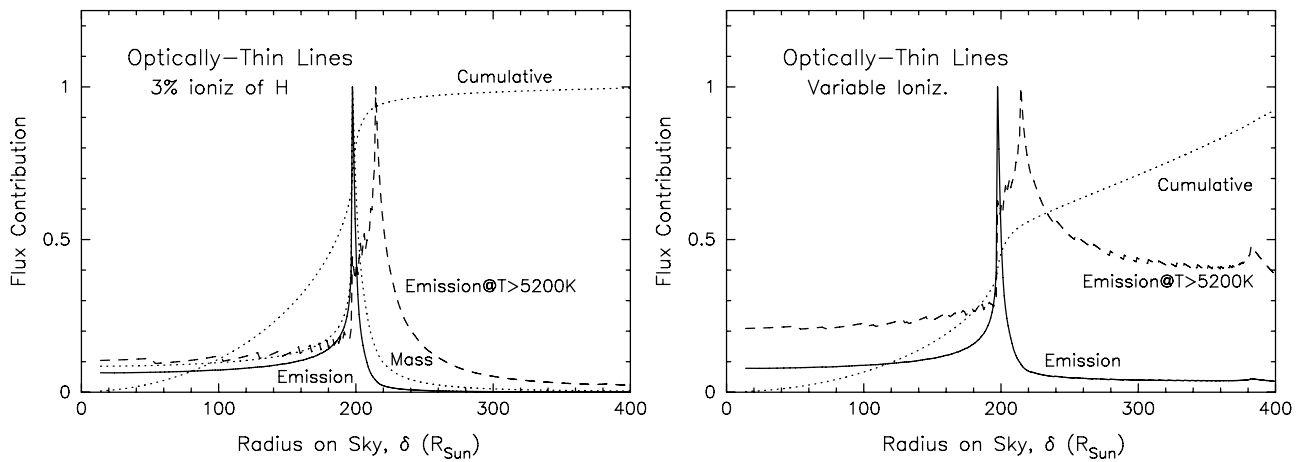 Optically-Thin Lines
3% ioniz of H
Cumulative
Emission@T>5200K
Mass
Emission
Flux Contribution
1
0.5
0
0
100
200
300
400
Radius on Sky, δ (R_Sun)
Optically-Thin Lines
Variable Ioniz.
Cumulative
Emission@T>5200K
Emission
Flux Contribution
1
0.5
0
0
100
200
300
400
Radius on Sky, δ (R_Sun)